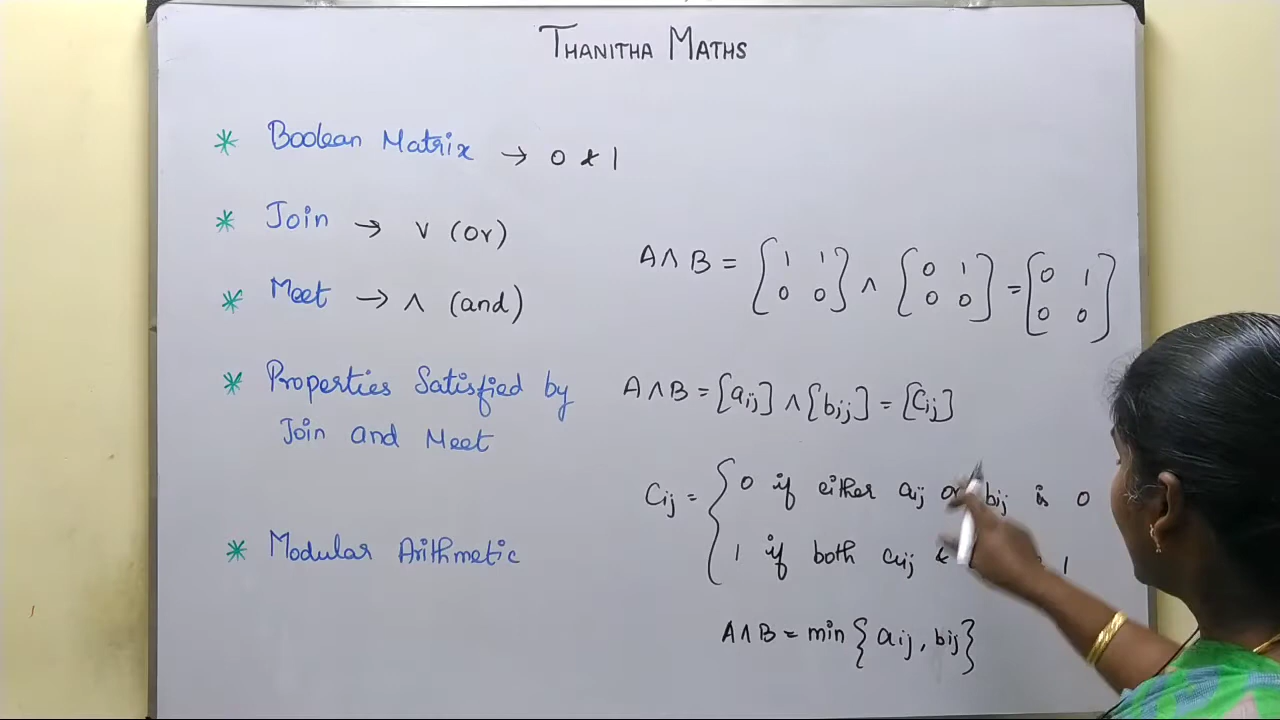 THANITHA MATHS
* Boolean Matrix → 0 & 1
* Join → ∨ (or)
* Meet → ∧ (and)
* Properties Satisfied by
Join and Meet
* Modular Arithmetic
A ∧ B = [1 1 0 0] ∧ [0 1 0 0] = [0 1 0 0]
A ∧ B = [aij] ∧ [bij] = [Cij]
Cij = { 0 if either aij or bij is 0
1 if both aij & 1
A ∧ B = min { aij, bij }